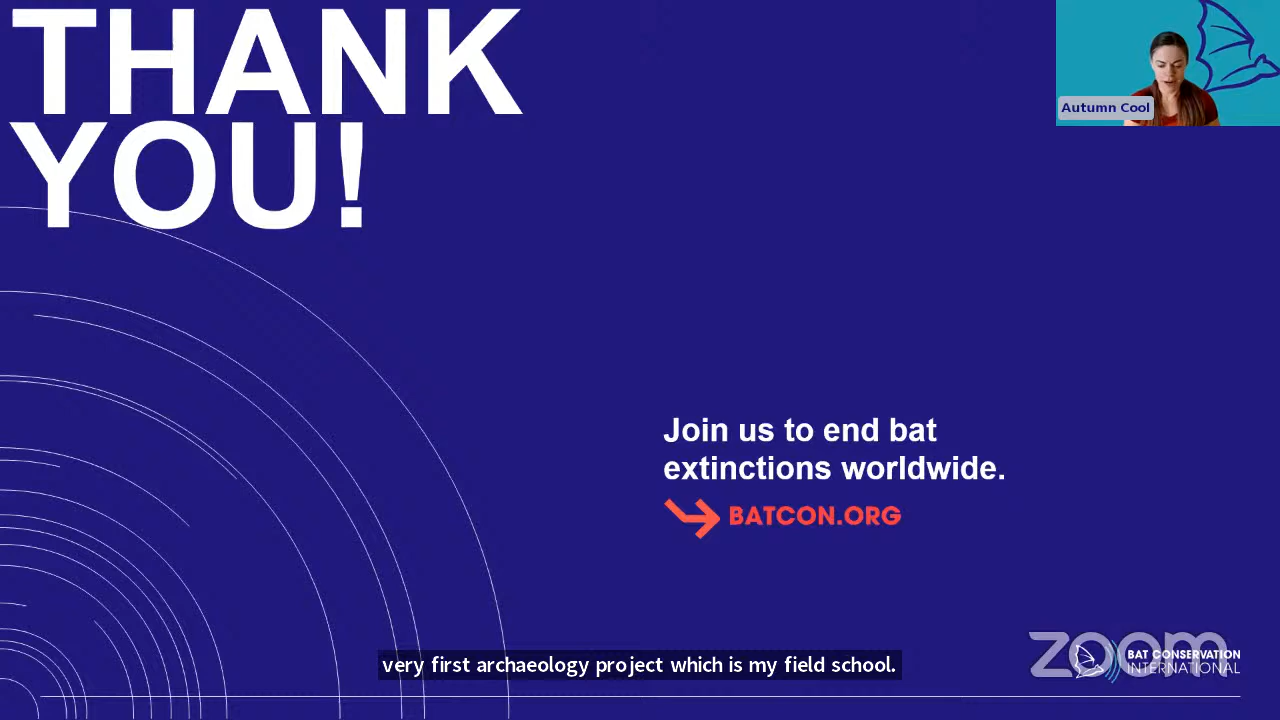 THANK
YOU!
Autumn Cool
Join us to end bat
extinctions worldwide.
BATCON.ORG
very first archaeology project which is my field school.
zoom
BAT CONSERVATION
INTERNATIONAL